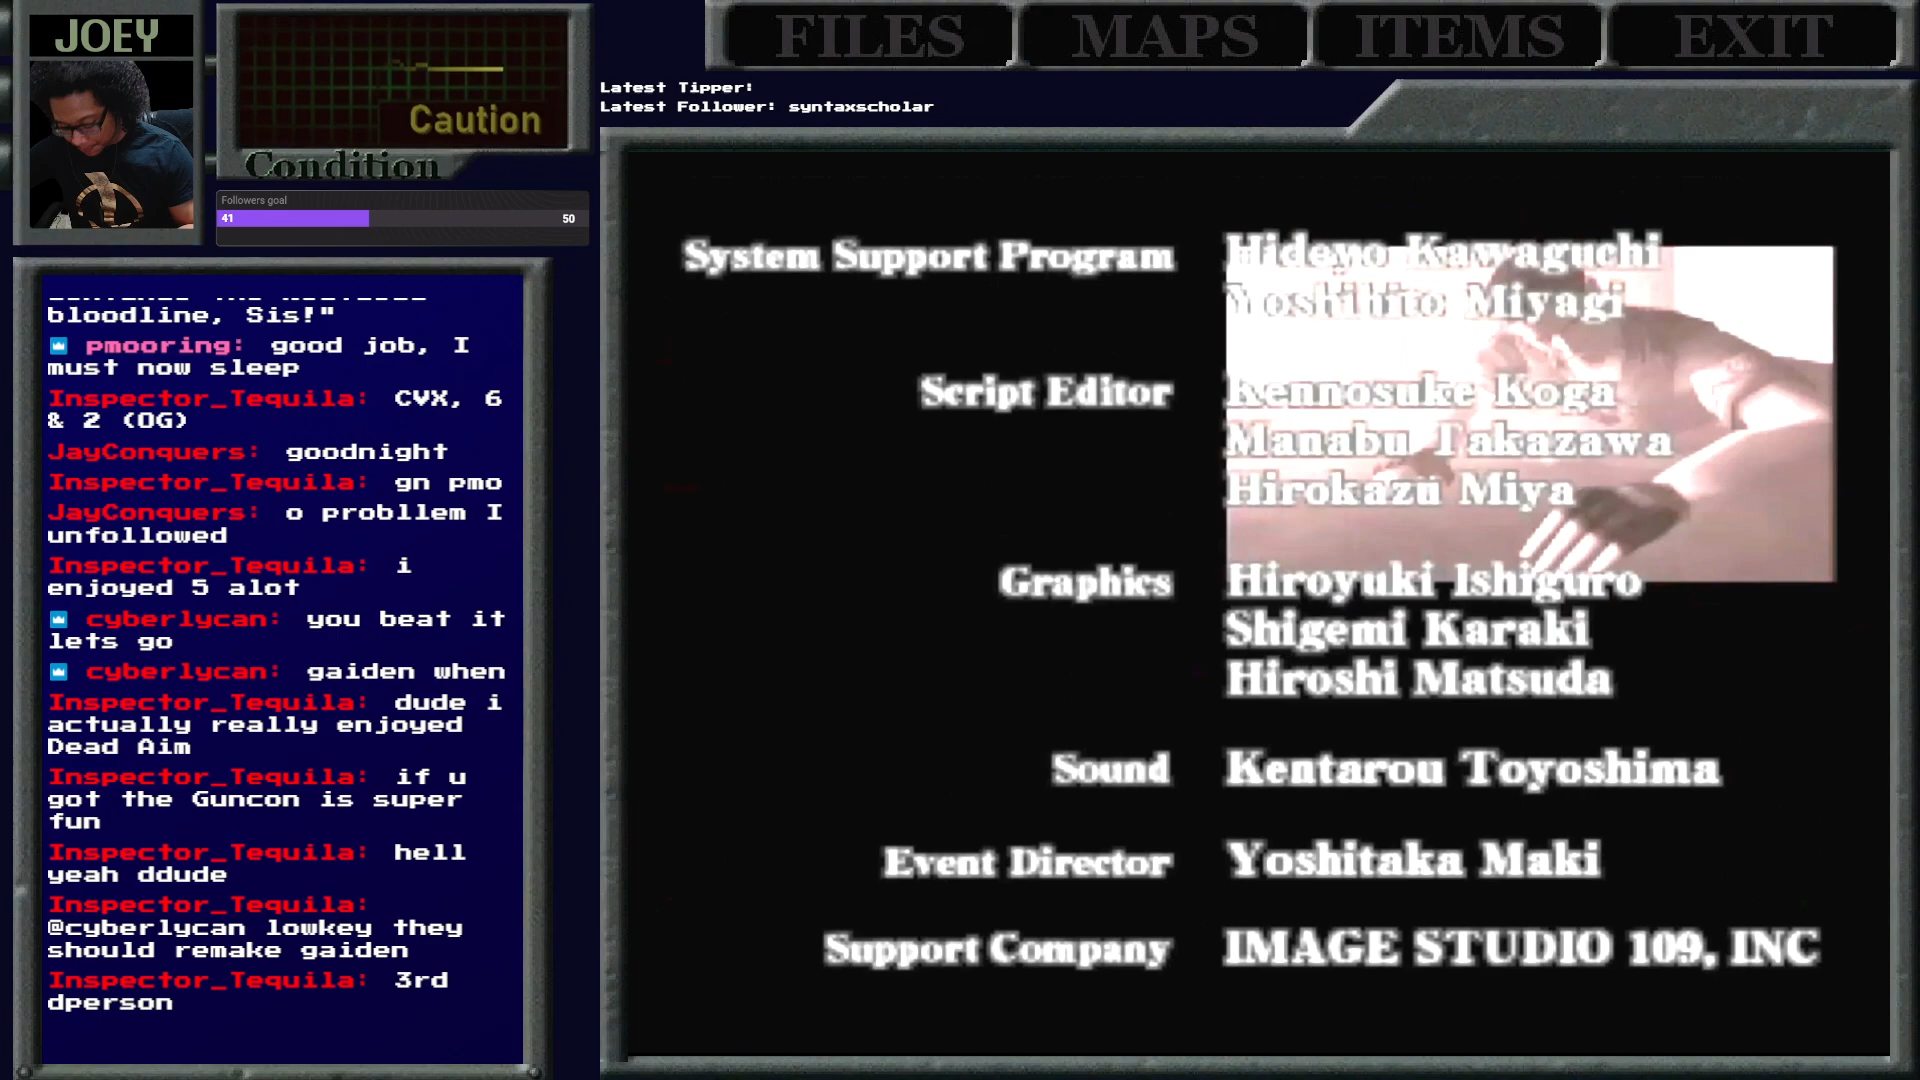 JOEY
Caution
Condition
FILES
MAPS
ITEMS
EXIT
Latest Tipper:
Latest Follower: syntaxscholar
Followers goal
41
50
bloodline, Sis!"
pmooring: good job, I
must now sleep
Inspector_Tequila: CVX, 6
& 2 (OG)
JayConquers: goodnight
Inspector_Tequila: gn pmo
JayConquers: o probllem I
unfollowed
Inspector_Tequila: i
enjoyed 5 alot
cyberlycan: you beat it
lets go
cyberlycan: gaiden when
Inspector_Tequila: dude i
actually really enjoyed
Dead Aim
Inspector_Tequila: if u
got the Guncon is super
fun
Inspector_Tequila: hell
yeah ddude
Inspector_Tequila:
@cyberlycan lowkey they
should remake gaiden
Inspector_Tequila: 3rd
dperson
System Support Program
Hideyo Kawaguchi
Yoshihito Miyagi
Script Editor
Kennosuke Koga
Manabu Takazawa
Hirokazu Miya
Graphics
Hiroyuki Ishiguro
Shigemi Karaki
Hiroshi Matsuda
Sound
Kentarou Toyoshima
Event Director
Yoshitaka Maki
Support Company
IMAGE STUDIO 109, INC